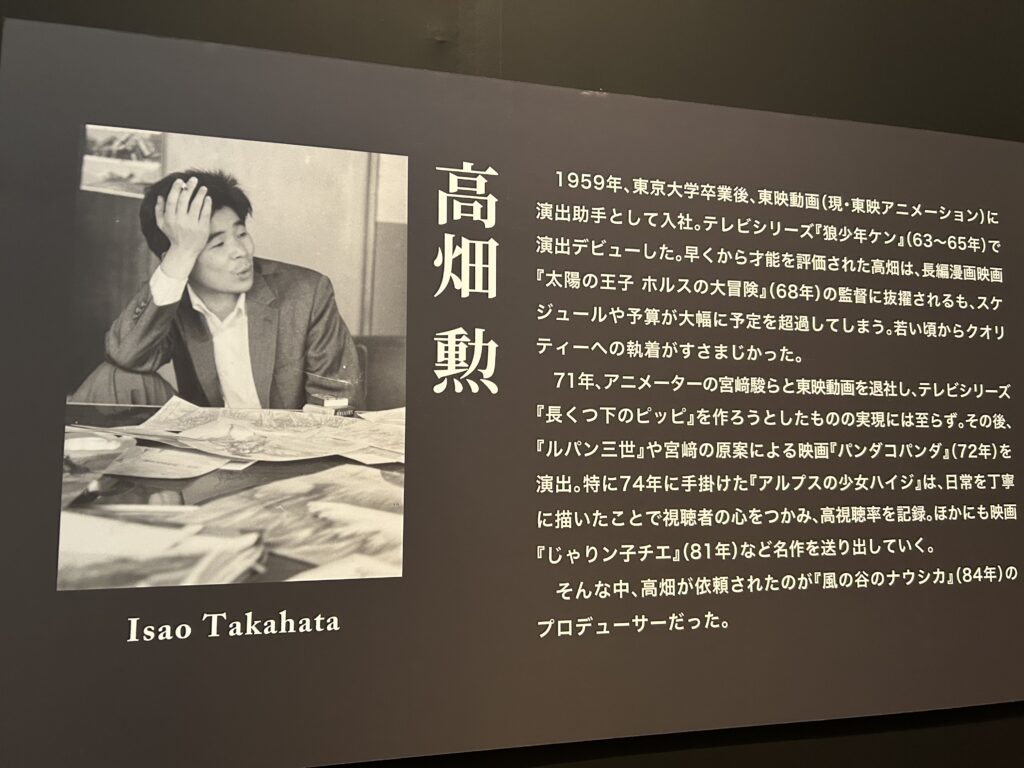 高畑 勲
Isao Takahata
1959年、東京大学卒業後、東映動画(現・東映アニメーション)に
演出助手として入社。テレビシリーズ『狼少年ケン』(63〜65年)で
演出デビューした。早くから才能を評価された高畑は、長編漫画映画
『太陽の王子 ホルスの大冒険』(68年)の監督に抜擢されるも、スケ
ジュールや予算が大幅に予定を超過してしまう。若い頃からクオリ
ティーへの執着がすさまじかった。
71年、アニメーターの宮﨑駿らと東映動画を退社し、テレビシリーズ
『長くつ下のピッピ』を作ろうとしたものの実現には至らず。その後、
『ルパン三世』や宮﨑の原案による映画『パンダコパンダ』(72年)を
演出。特に74年に手掛けた『アルプスの少女ハイジ』は、日常を丁寧
に描いたことで視聴者の心をつかみ、高視聴率を記録。ほかにも映画
『じゃりン子チエ』(81年)など名作を送り出していく。
そんな中、高畑が依頼されたのが『風の谷のナウシカ』(84年)の
プロデューサーだった。